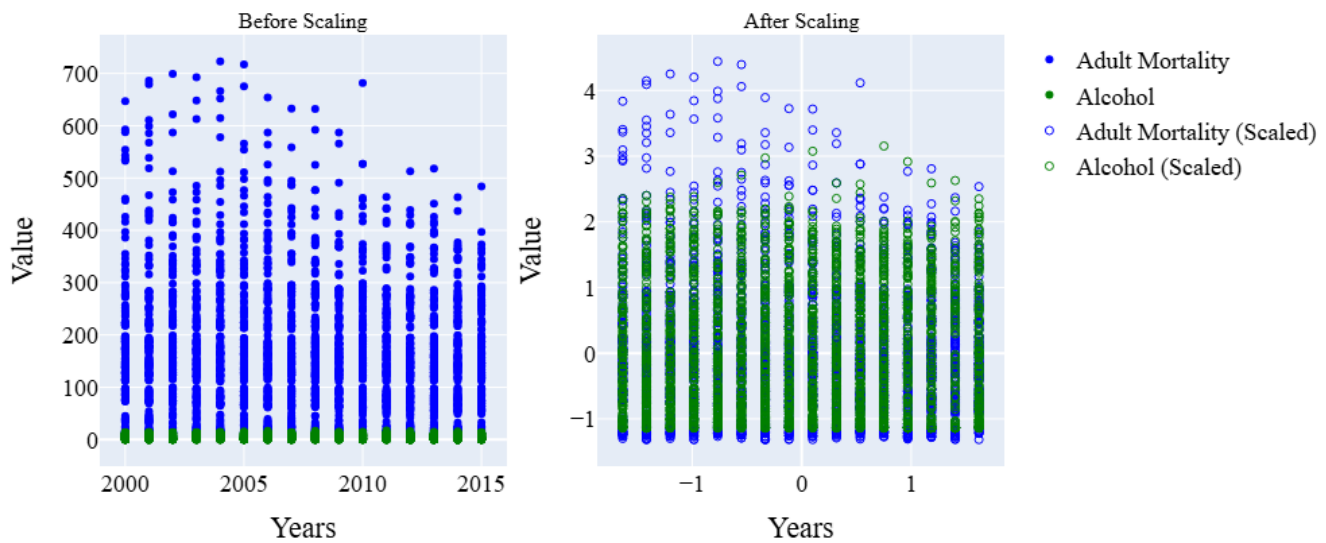 Before Scaling
After Scaling
Value
700
600
500
400
300
200
100
0
2000
2005
2010
2015
Years
Value
4
3
2
1
0
−1
−1
0
1
Years
Adult Mortality
Alcohol
Adult Mortality (Scaled)
Alcohol (Scaled)